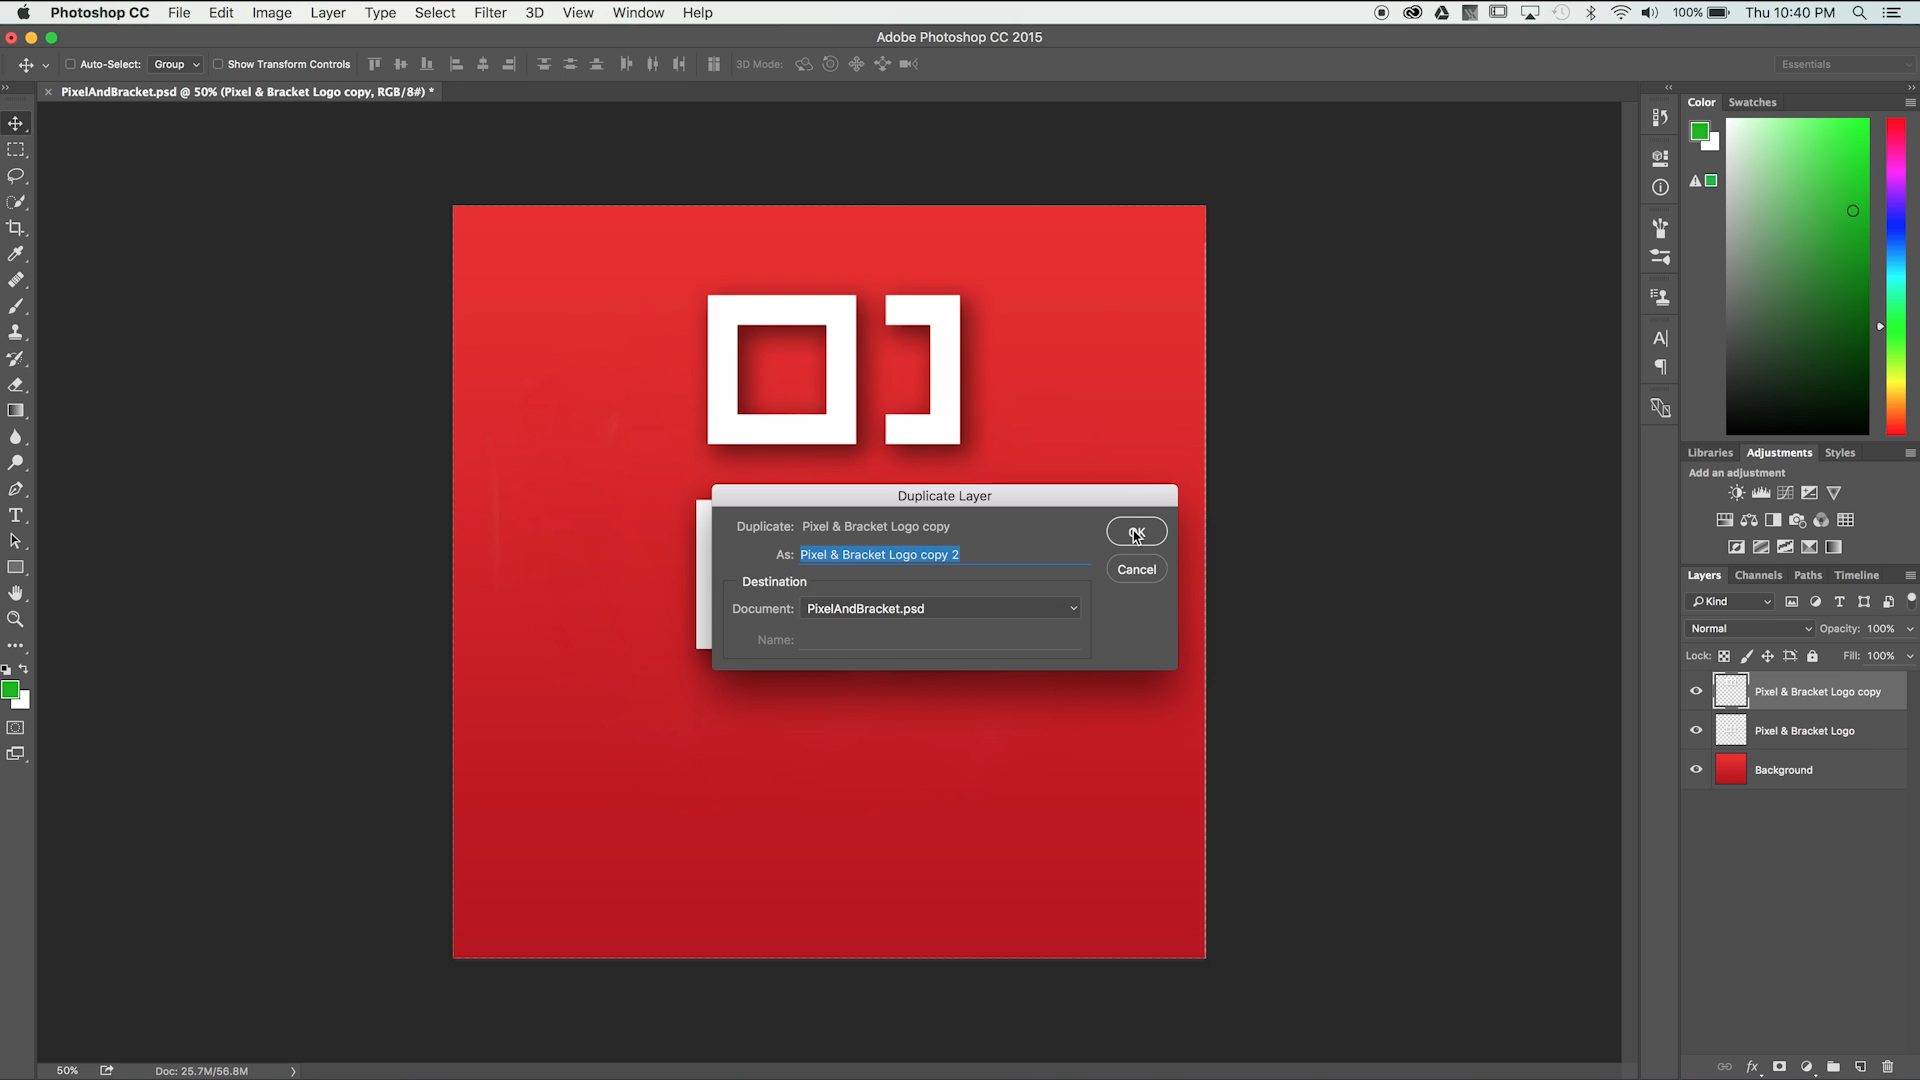 Photoshop CC File Edit Image Layer Type Select Filter 3D View Window Help 100% Thu 10:40 PM
Adobe Photoshop CC 2015
Auto-Select: Group Show Transform Controls 3D Mode: Essentials
× PixelAndBracket.psd @ 50% (Pixel & Bracket Logo copy, RGB/8#) *
Color Swatches
Duplicate Layer
Duplicate: Pixel & Bracket Logo copy
OK
As: Pixel & Bracket Logo copy 2
Cancel
Destination
Document: PixelAndBracket.psd
Name:
Libraries Adjustments Styles
Add an adjustment
Layers Channels Paths Timeline
Kind
Normal Opacity: 100%
Lock: Fill: 100%
Pixel & Bracket Logo copy
Pixel & Bracket Logo
Background
50% Doc: 25.7M/56.8M